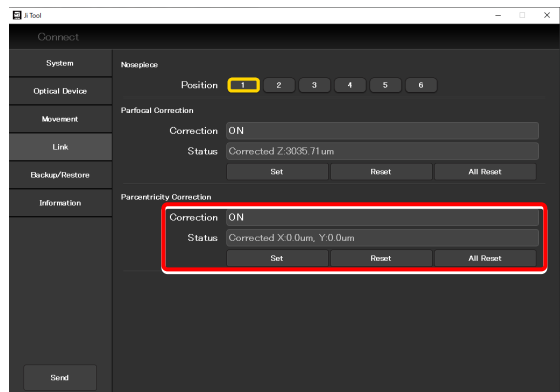 Ji Tool
Connect
System
Optical Device
Movement
Link
Backup/Restore
Information
Send
Nosepiece
Position 1 2 3 4 5 6
Parfocal Correction
Correction ON
Status Corrected Z:3035.71um
Set Reset All Reset
Parcentricity Correction
Correction ON
Status Corrected X:0.0um, Y:0.0um
Set Reset All Reset